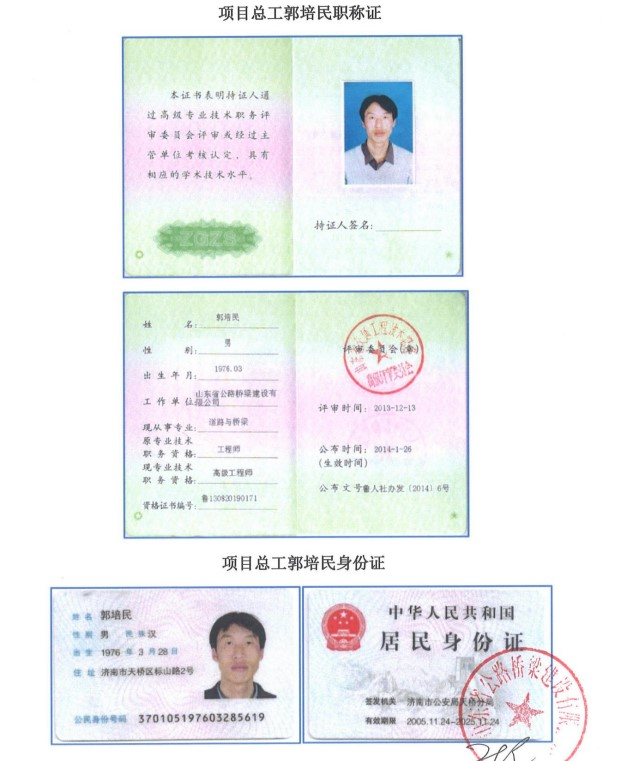 项目总工郭培民职称证
本证书表明持证人通
过高级专业技术职务评
审委员会评审或经过主
管单位考核认定，具有
相应的学术技术水平。
持证人签名：
姓 名： 郭培民
性 别： 男
出生年月： 1978.03
工作单位： 山东省公路桥梁建设有
限公司
现从事专业： 道路与桥梁
原专业技术
职务资格： 工程师
现专业技术
职务资格： 高级工程师
资格证书编号： 鲁150820190171
评审委员会（章）
评审时间： 2013-12-13
公布时间： 2014-1-26
（生效时间）
公布文号 鲁人社办发〔2014〕6号
项目总工郭培民身份证
姓名 郭培民
性别 男 民族 汉
出生 1976 年 3 月 28 日
住址 济南市天桥区标山路2号
公民身份号码 370105197603285619
中华人民共和国
居民身份证
签发机关 济南市公安局天桥分局
有效期限 2005.11.24-2025.11.24